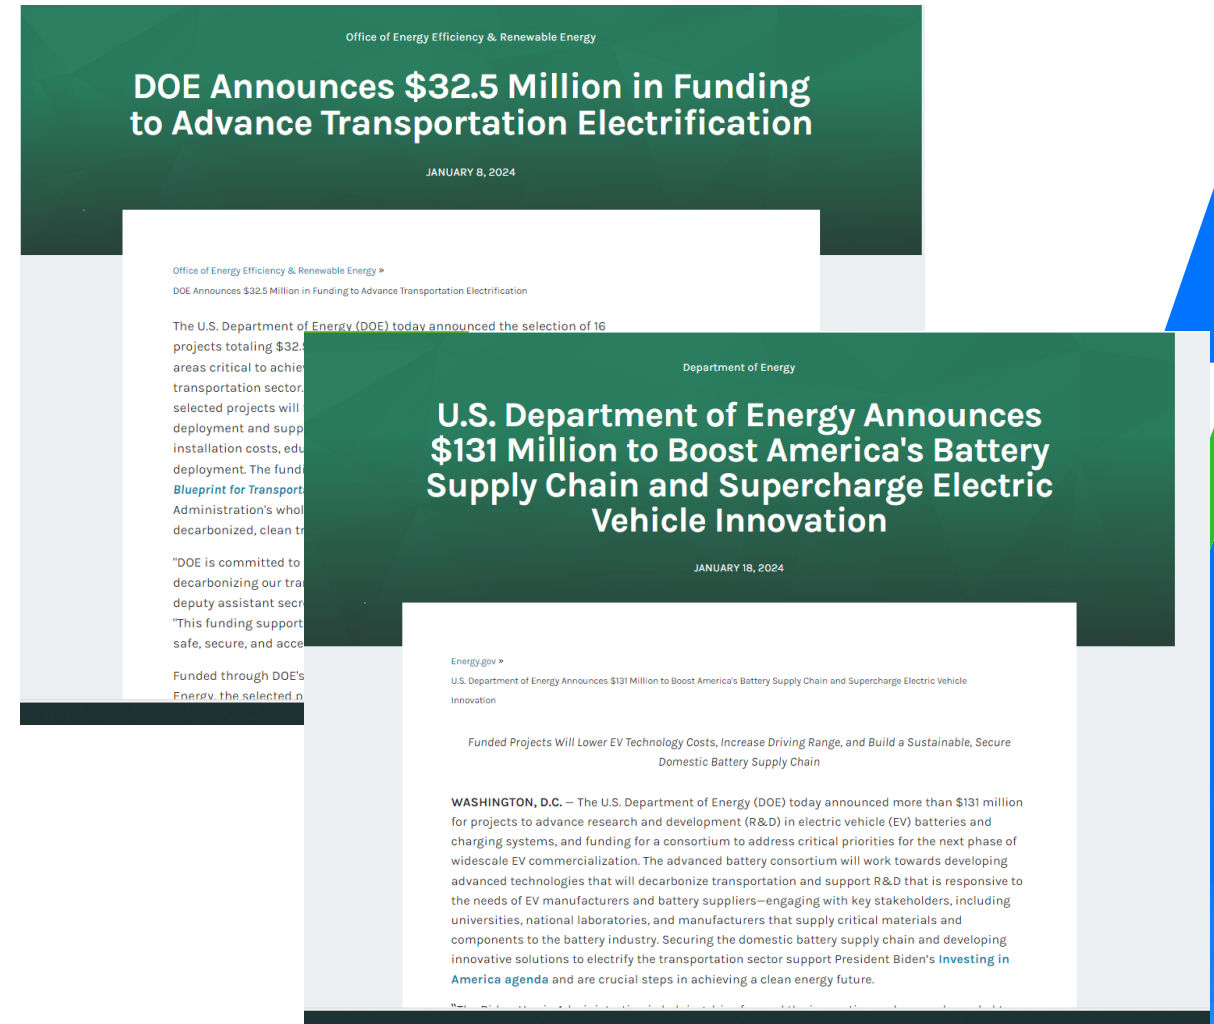 Office of Energy Efficiency & Renewable Energy
DOE Announces $32.5 Million in Funding
to Advance Transportation Electrification
JANUARY 8, 2024
Office of Energy Efficiency & Renewable Energy »
DOE Announces $32.5 Million in Funding to Advance Transportation Electrification
The U.S. Department of Energy (DOE) today announced the selection of 16
projects totaling $32.5
areas critical to achie
transportation sector.
selected projects will
deployment and supp
installation costs, edu
deployment. The fundi
Blueprint for Transport
Administration's whol
decarbonized, clean tr
"DOE is committed to
decarbonizing our tra
deputy assistant secr
"This funding support
safe, secure, and acce
Funded through DOE's
Energy, the selected p
Department of Energy
U.S. Department of Energy Announces
$131 Million to Boost America's Battery
Supply Chain and Supercharge Electric
Vehicle Innovation
JANUARY 18, 2024
Energy.gov »
U.S. Department of Energy Announces $131 Million to Boost America's Battery Supply Chain and Supercharge Electric Vehicle
Innovation
Funded Projects Will Lower EV Technology Costs, Increase Driving Range, and Build a Sustainable, Secure
Domestic Battery Supply Chain
WASHINGTON, D.C. — The U.S. Department of Energy (DOE) today announced more than $131 million
for projects to advance research and development (R&D) in electric vehicle (EV) batteries and
charging systems, and funding for a consortium to address critical priorities for the next phase of
widescale EV commercialization. The advanced battery consortium will work towards developing
advanced technologies that will decarbonize transportation and support R&D that is responsive to
the needs of EV manufacturers and battery suppliers—engaging with key stakeholders, including
universities, national laboratories, and manufacturers that supply critical materials and
components to the battery industry. Securing the domestic battery supply chain and developing
innovative solutions to electrify the transportation sector support President Biden's Investing in
America agenda and are crucial steps in achieving a clean energy future.